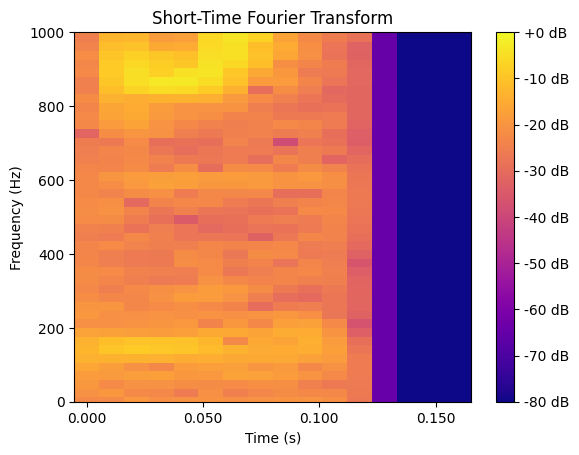 Short-Time Fourier Transform
1000
800
600
400
200
0
Frequency (Hz)
0.000
0.050
0.100
0.150
Time (s)
+0 dB
-10 dB
-20 dB
-30 dB
-40 dB
-50 dB
-60 dB
-70 dB
-80 dB